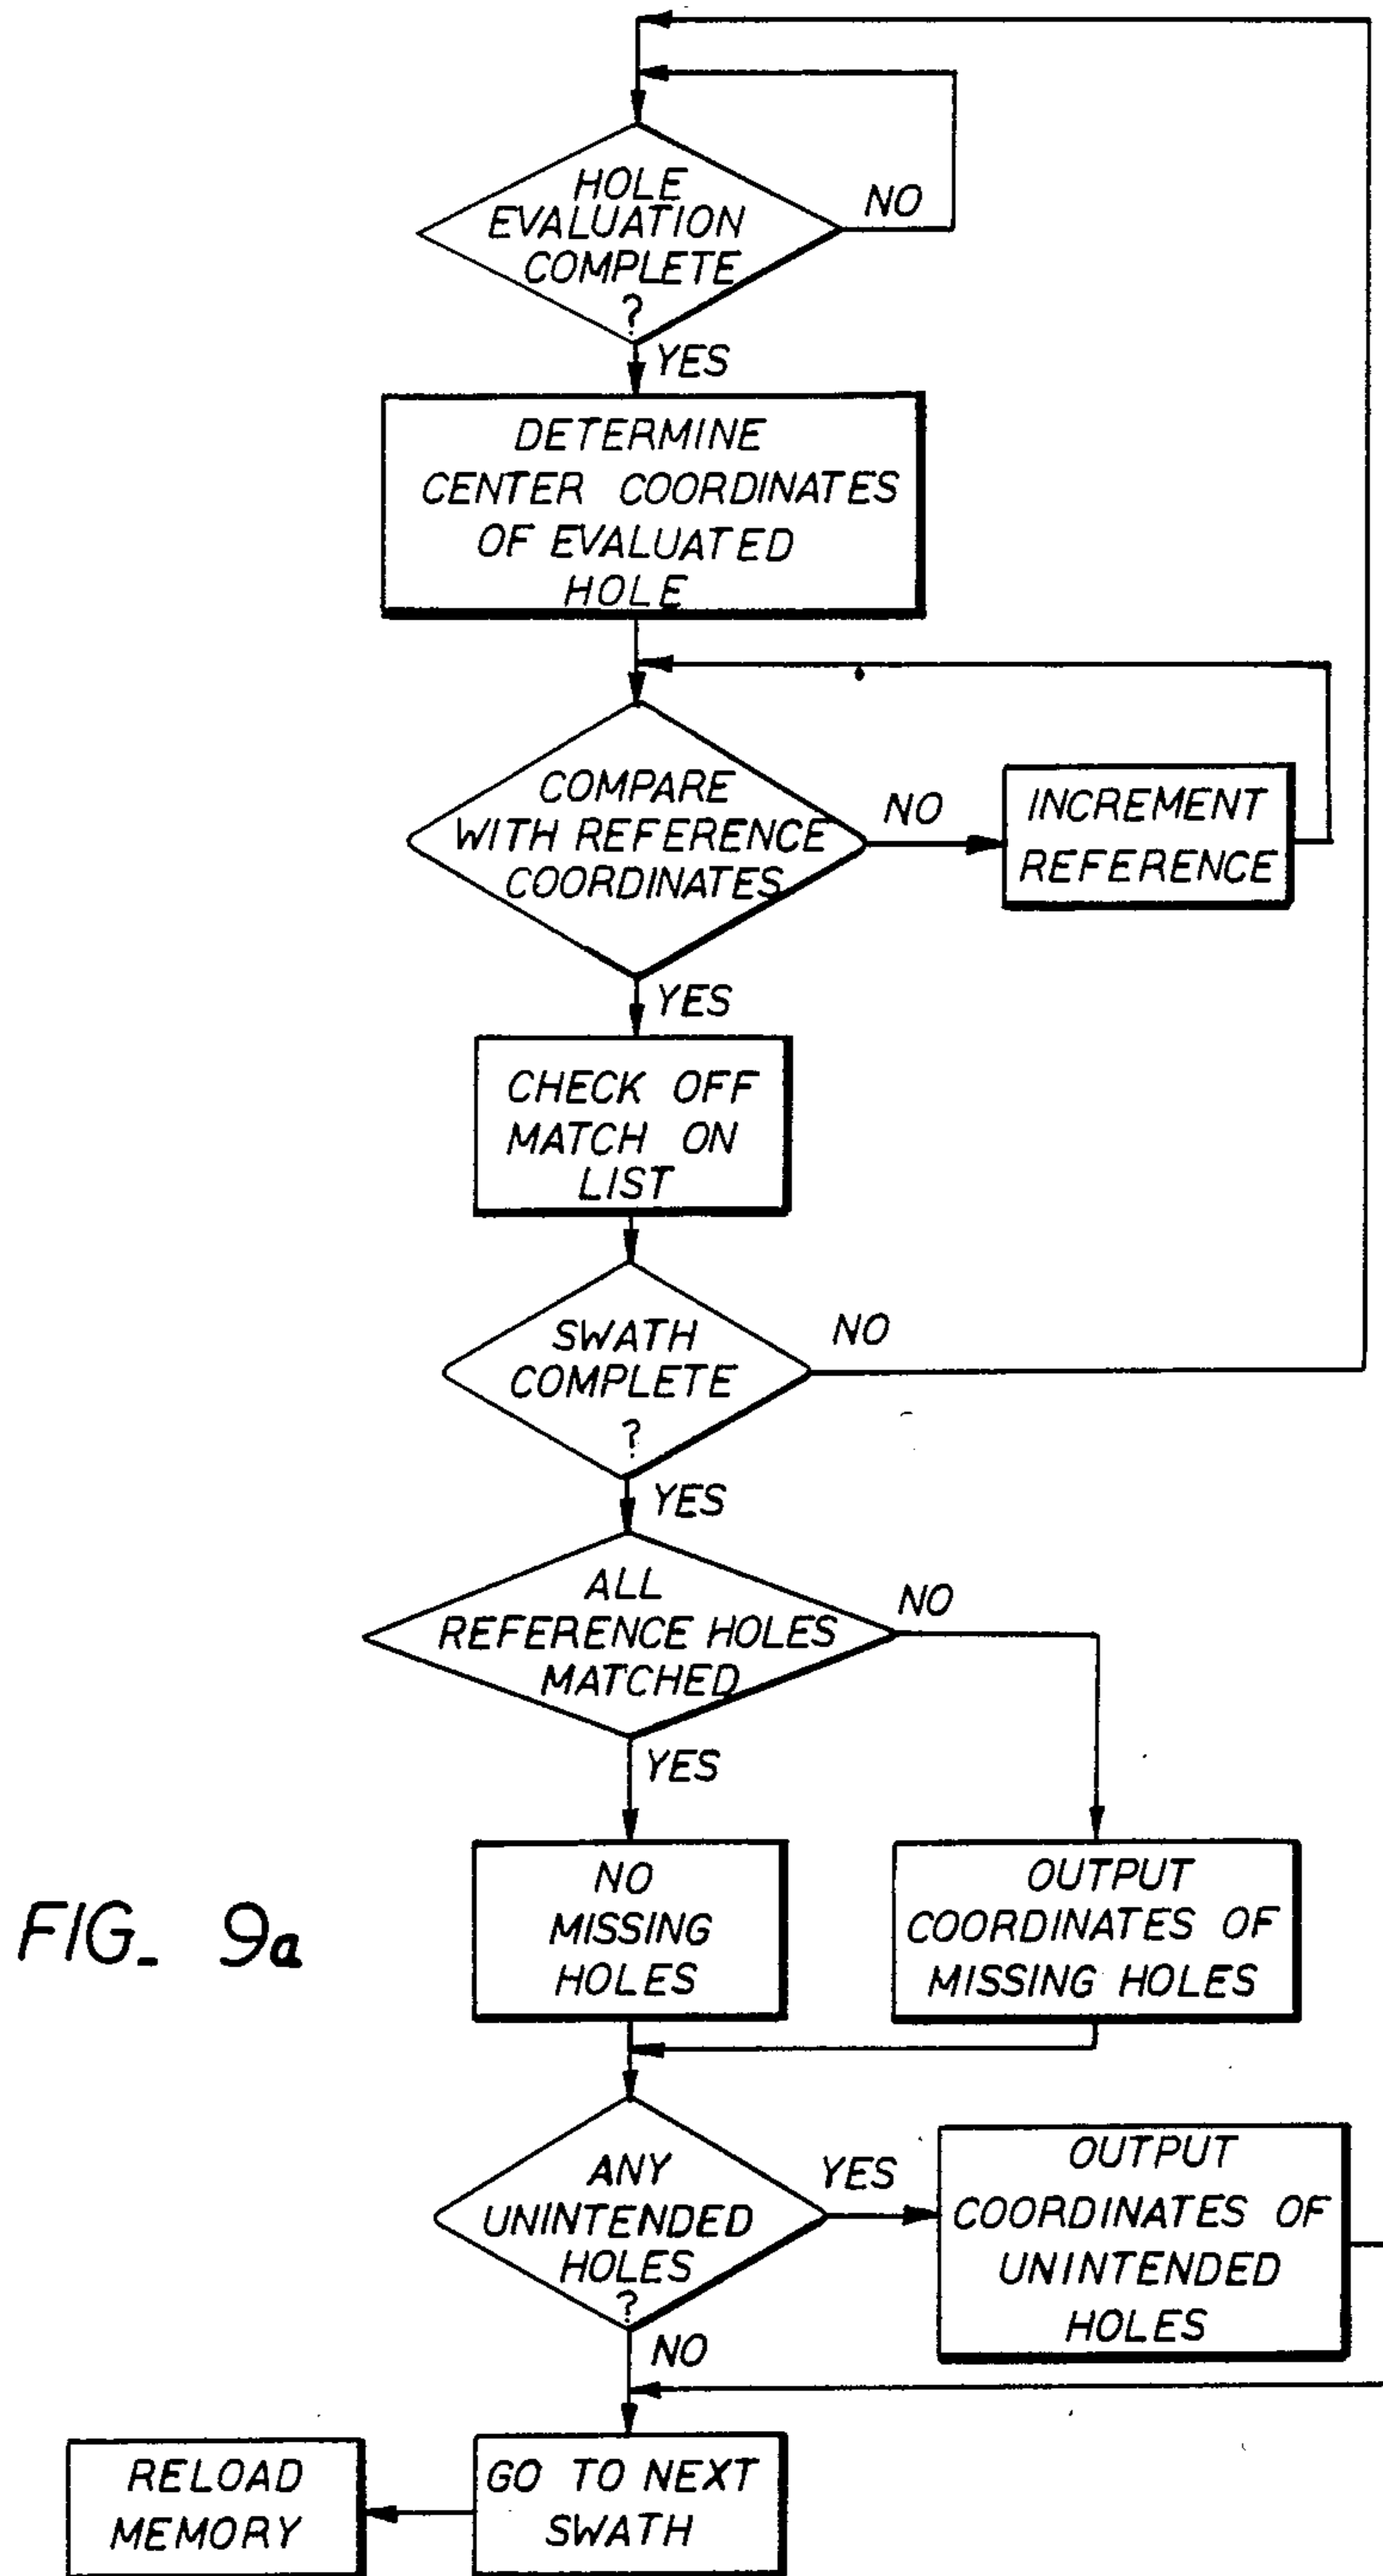 HOLE
EVALUATION
COMPLETE
?
NO
YES
DETERMINE
CENTER COORDINATES
OF EVALUATED
HOLE
COMPARE
WITH REFERENCE
COORDINATES
NO
INCREMENT
REFERENCE
YES
CHECK OFF
MATCH ON
LIST
SWATH
COMPLETE
?
NO
YES
ALL
REFERENCE HOLES
MATCHED
NO
YES
NO
MISSING
HOLES
OUTPUT
COORDINATES OF
MISSING HOLES
FIG_ 9a
ANY
UNINTENDED
HOLES
?
YES
OUTPUT
COORDINATES OF
UNINTENDED
HOLES
NO
GO TO NEXT
SWATH
RELOAD
MEMORY